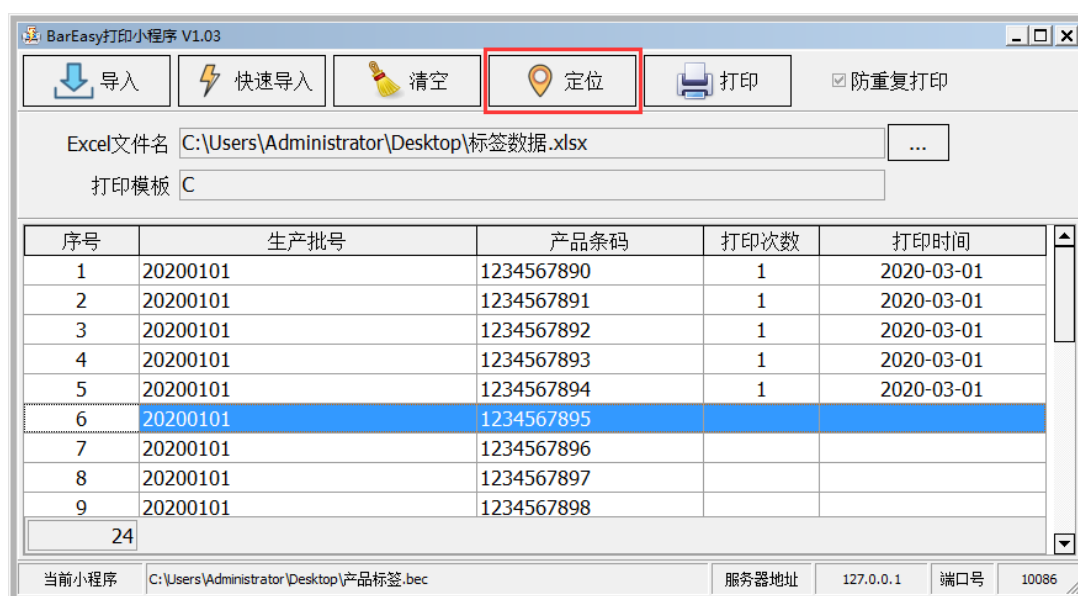 BarEasy打印小程序 V1.03
导入 快速导入 清空 定位 打印 防重复打印
Excel文件名 C:\Users\Administrator\Desktop\标签数据.xlsx ...
打印模板 C
序号 生产批号 产品条码 打印次数 打印时间
1 20200101 1234567890 1 2020-03-01
2 20200101 1234567891 1 2020-03-01
3 20200101 1234567892 1 2020-03-01
4 20200101 1234567893 1 2020-03-01
5 20200101 1234567894 1 2020-03-01
6 20200101 1234567895
7 20200101 1234567896
8 20200101 1234567897
9 20200101 1234567898
24
当前小程序 C:\Users\Administrator\Desktop\产品标签.bec 服务器地址 127.0.0.1 端口号 10086